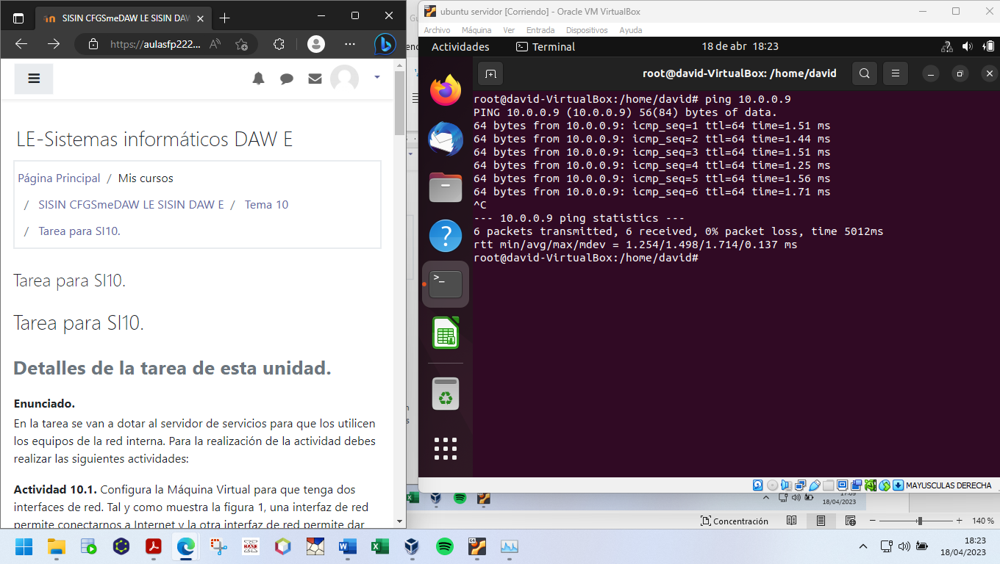 SISIN CFGSmeDAW LE SISIN DAW
https://aulasfp222...
LE-Sistemas informáticos DAW E
Página Principal / Mis cursos
/ SISIN CFGSmeDAW LE SISIN DAW E / Tema 10
/ Tarea para SI10.
Tarea para SI10.
Tarea para SI10.
Detalles de la tarea de esta unidad.
Enunciado.
En la tarea se van a dotar al servidor de servicios para que los utilicen
los equipos de la red interna. Para la realización de la actividad debes
realizar las siguientes actividades:
Actividad 10.1. Configura la Máquina Virtual para que tenga dos
interfaces de red. Tal y como muestra la figura 1, una interfaz de red
permite conectarnos a Internet y la otra interfaz de red permite dar
ubuntu servidor [Corriendo] - Oracle VM VirtualBox
Archivo Máquina Ver Entrada Dispositivos Ayuda
Actividades Terminal 18 de abr 18:23
root@david-VirtualBox: /home/david
root@david-VirtualBox:/home/david# ping 10.0.0.9
PING 10.0.0.9 (10.0.0.9) 56(84) bytes of data.
64 bytes from 10.0.0.9: icmp_seq=1 ttl=64 time=1.51 ms
64 bytes from 10.0.0.9: icmp_seq=2 ttl=64 time=1.44 ms
64 bytes from 10.0.0.9: icmp_seq=3 ttl=64 time=1.51 ms
64 bytes from 10.0.0.9: icmp_seq=4 ttl=64 time=1.25 ms
64 bytes from 10.0.0.9: icmp_seq=5 ttl=64 time=1.56 ms
64 bytes from 10.0.0.9: icmp_seq=6 ttl=64 time=1.71 ms
^C
--- 10.0.0.9 ping statistics ---
6 packets transmitted, 6 received, 0% packet loss, time 5012ms
rtt min/avg/max/mdev = 1.254/1.498/1.714/0.137 ms
root@david-VirtualBox:/home/david#
MAYUSCULAS DERECHA
18/04/2023
Concentración 140 %
18:23
18/04/2023